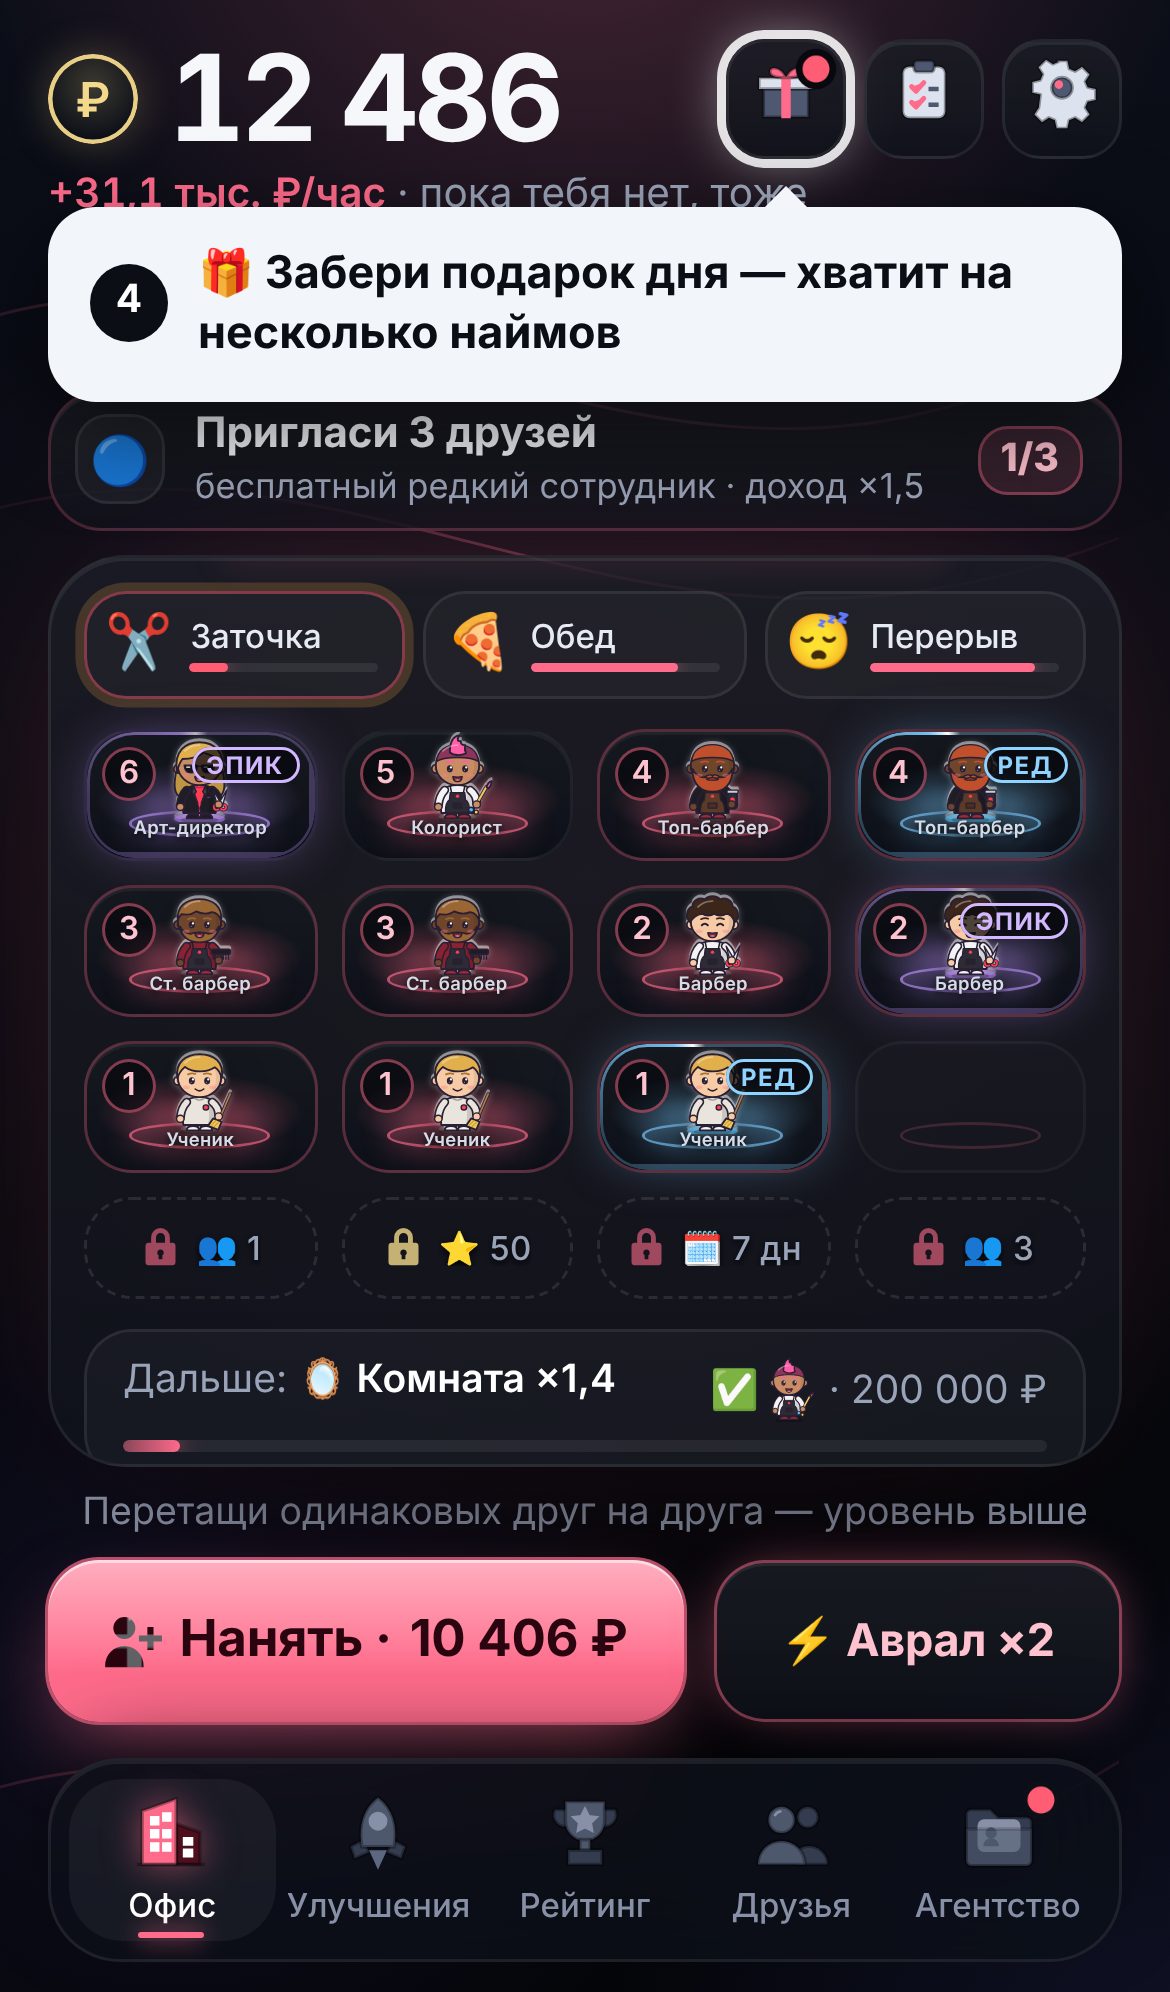 ₽ 12 486
+31,1 тыс. ₽/час · пока тебя нет, тоже
4
🎁 Забери подарок дня — хватит на
несколько наймов
Пригласи 3 друзей
бесплатный редкий сотрудник · доход ×1,5
1/3
Заточка
Обед
Перерыв
6 ЭПИК
Арт-директор
5
Колорист
4
Топ-барбер
4 РЕД
Топ-барбер
3
Ст. барбер
3
Ст. барбер
2
Барбер
2 ЭПИК
Барбер
1
Ученик
1
Ученик
1 РЕД
Ученик
1
50
7 дн
3
Дальше: 🪞 Комната ×1,4
✅ · 200 000 ₽
Перетащи одинаковых друг на друга — уровень выше
Нанять · 10 406 ₽
⚡ Аврал ×2
Офис
Улучшения
Рейтинг
Друзья
Агентство